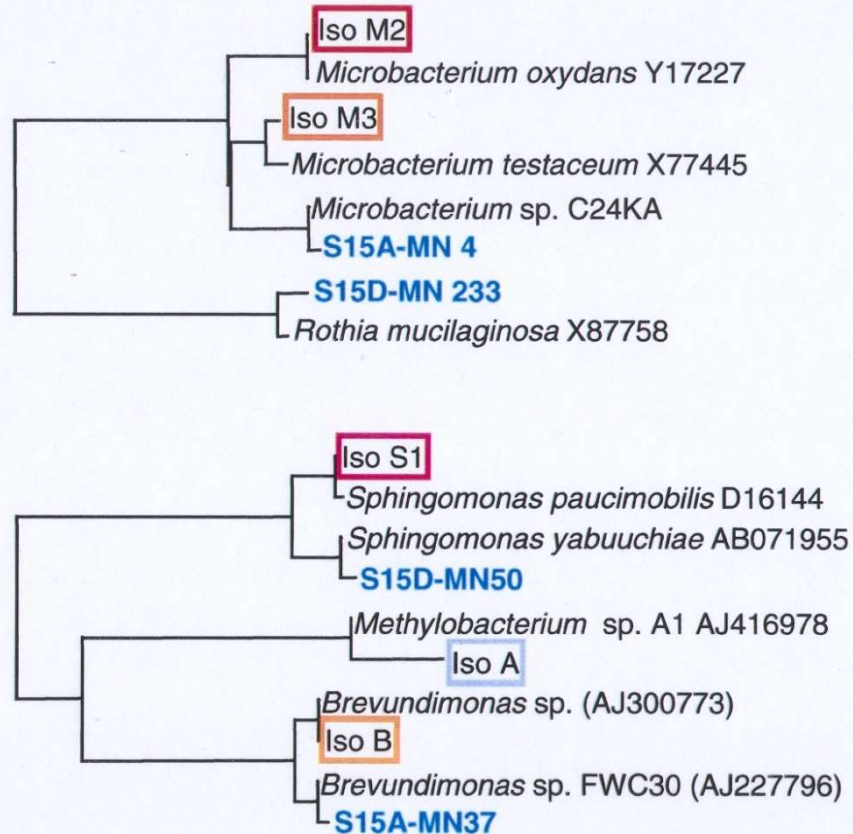 Iso M2
Microbacterium oxydans Y17227
Iso M3
Microbacterium testaceum X77445
Microbacterium sp. C24KA
S15A-MN 4
S15D-MN 233
Rothia mucilaginosa X87758
Iso S1
Sphingomonas paucimobilis D16144
Sphingomonas yabuuchiae AB071955
S15D-MN50
Methylobacterium sp. A1 AJ416978
Iso A
Brevundimonas sp. (AJ300773)
Iso B
Brevundimonas sp. FWC30 (AJ227796)
S15A-MN37